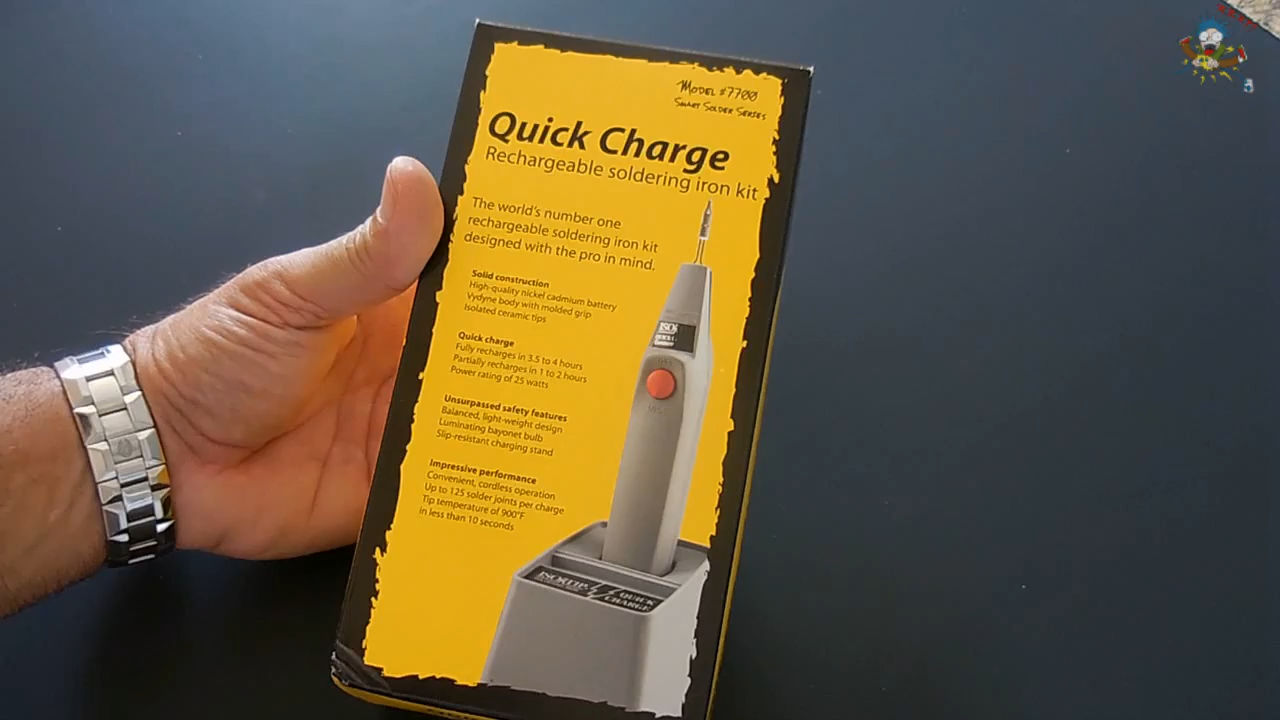 Model #7700
Smart Solder Series
Quick Charge
Rechargeable soldering iron kit
The world's number one
rechargeable soldering iron kit
designed with the pro in mind.
Solid construction
High-quality nickel cadmium battery
Vydyne body with molded grip
Isolated ceramic tips
Quick charge
Fully recharges in 3.5 to 4 hours
Partially recharges in 1 to 2 hours
Power rating of 25 watts
Unsurpassed safety features
Balanced, light-weight design
Luminating bayonet bulb
Slip-resistant charging stand
Impressive performance
Convenient, cordless operation
Up to 125 solder joints per charge
Tip temperature of 900°F
in less than 10 seconds
QUICK
CHARGE